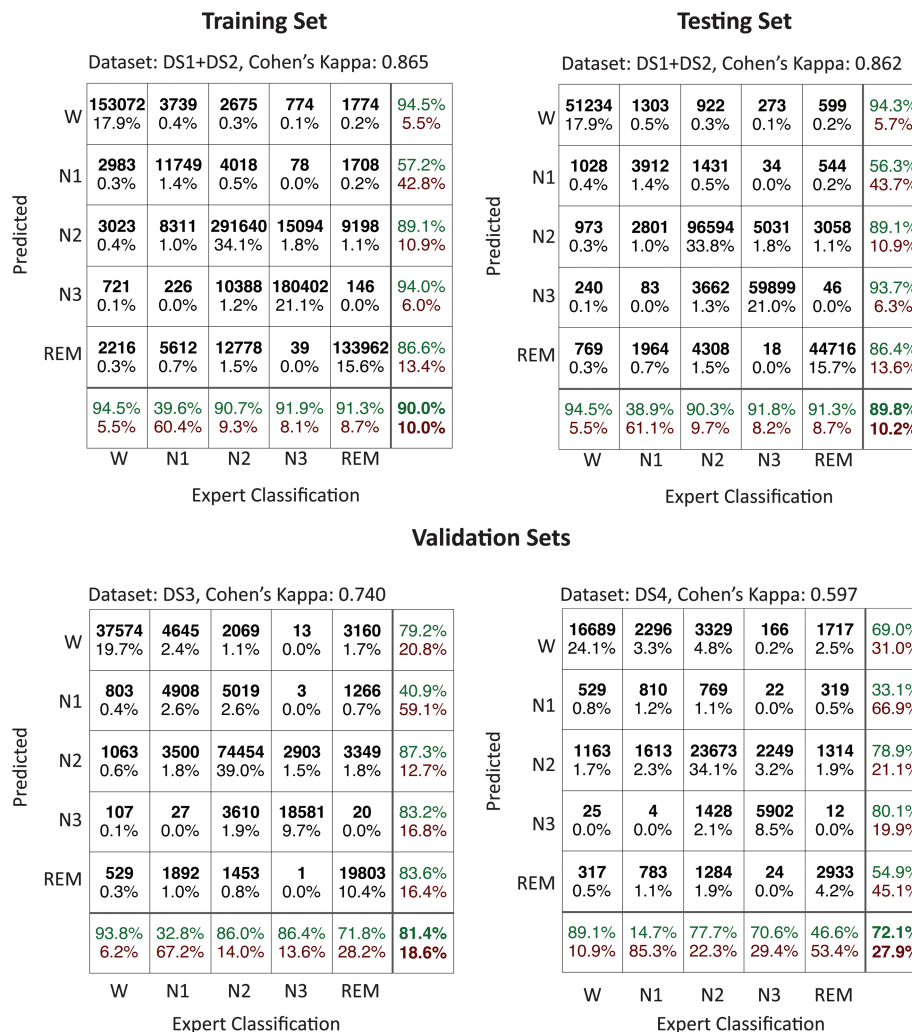 Training Set
Dataset: DS1+DS2, Cohen's Kappa: 0.865
Predicted
W 153072 3739 2675 774 1774 94.5%
17.9% 0.4% 0.3% 0.1% 0.2% 5.5%
N1 2983 11749 4018 78 1708 57.2%
0.3% 1.4% 0.5% 0.0% 0.2% 42.8%
N2 3023 8311 291640 15094 9198 89.1%
0.4% 1.0% 34.1% 1.8% 1.1% 10.9%
N3 721 226 10388 180402 146 94.0%
0.1% 0.0% 1.2% 21.1% 0.0% 6.0%
REM 2216 5612 12778 39 133962 86.6%
0.3% 0.7% 1.5% 0.0% 15.6% 13.4%
94.5% 39.6% 90.7% 91.9% 91.3% 90.0%
5.5% 60.4% 9.3% 8.1% 8.7% 10.0%
W N1 N2 N3 REM
Expert Classification
Testing Set
Dataset: DS1+DS2, Cohen's Kappa: 0.862
Predicted
W 51234 1303 922 273 599 94.3%
17.9% 0.5% 0.3% 0.1% 0.2% 5.7%
N1 1028 3912 1431 34 544 56.3%
0.4% 1.4% 0.5% 0.0% 0.2% 43.7%
N2 973 2801 96594 5031 3058 89.1%
0.3% 1.0% 33.8% 1.8% 1.1% 10.9%
N3 240 83 3662 59899 46 93.7%
0.1% 0.0% 1.3% 21.0% 0.0% 6.3%
REM 769 1964 4308 18 44716 86.4%
0.3% 0.7% 1.5% 0.0% 15.7% 13.6%
94.5% 38.9% 90.3% 91.8% 91.3% 89.8%
5.5% 61.1% 9.7% 8.2% 8.7% 10.2%
W N1 N2 N3 REM
Expert Classification
Validation Sets
Dataset: DS3, Cohen's Kappa: 0.740
Predicted
W 37574 4645 2069 13 3160 79.2%
19.7% 2.4% 1.1% 0.0% 1.7% 20.8%
N1 803 4908 5019 3 1266 40.9%
0.4% 2.6% 2.6% 0.0% 0.7% 59.1%
N2 1063 3500 74454 2903 3349 87.3%
0.6% 1.8% 39.0% 1.5% 1.8% 12.7%
N3 107 27 3610 18581 20 83.2%
0.1% 0.0% 1.9% 9.7% 0.0% 16.8%
REM 529 1892 1453 1 19803 83.6%
0.3% 1.0% 0.8% 0.0% 10.4% 16.4%
93.8% 32.8% 86.0% 86.4% 71.8% 81.4%
6.2% 67.2% 14.0% 13.6% 28.2% 18.6%
W N1 N2 N3 REM
Expert Classification
Dataset: DS4, Cohen's Kappa: 0.597
Predicted
W 16689 2296 3329 166 1717 69.0%
24.1% 3.3% 4.8% 0.2% 2.5% 31.0%
N1 529 810 769 22 319 33.1%
0.8% 1.2% 1.1% 0.0% 0.5% 66.9%
N2 1163 1613 23673 2249 1314 78.9%
1.7% 2.3% 34.1% 3.2% 1.9% 21.1%
N3 25 4 1428 5902 12 80.1%
0.0% 0.0% 2.1% 8.5% 0.0% 19.9%
REM 317 783 1284 24 2933 54.9%
0.5% 1.1% 1.9% 0.0% 4.2% 45.1%
89.1% 14.7% 77.7% 70.6% 46.6% 72.1%
10.9% 85.3% 22.3% 29.4% 53.4% 27.9%
W N1 N2 N3 REM
Expert Classification